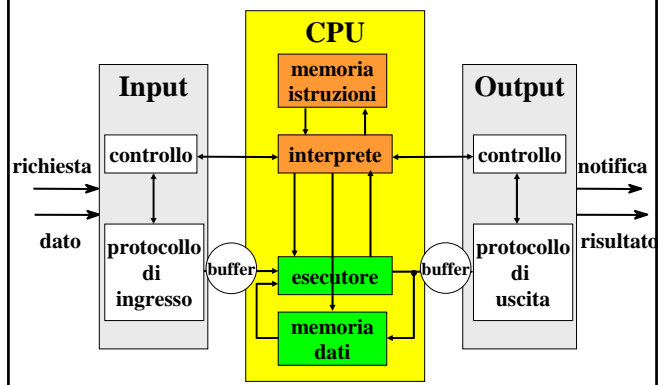 CPU
Input
memoria
istruzioni
Output
richiesta
controllo
interprete
controllo
notifica
dato
protocollo
di
ingresso
buffer
esecutore
buffer
protocollo
di
uscita
risultato
memoria
dati